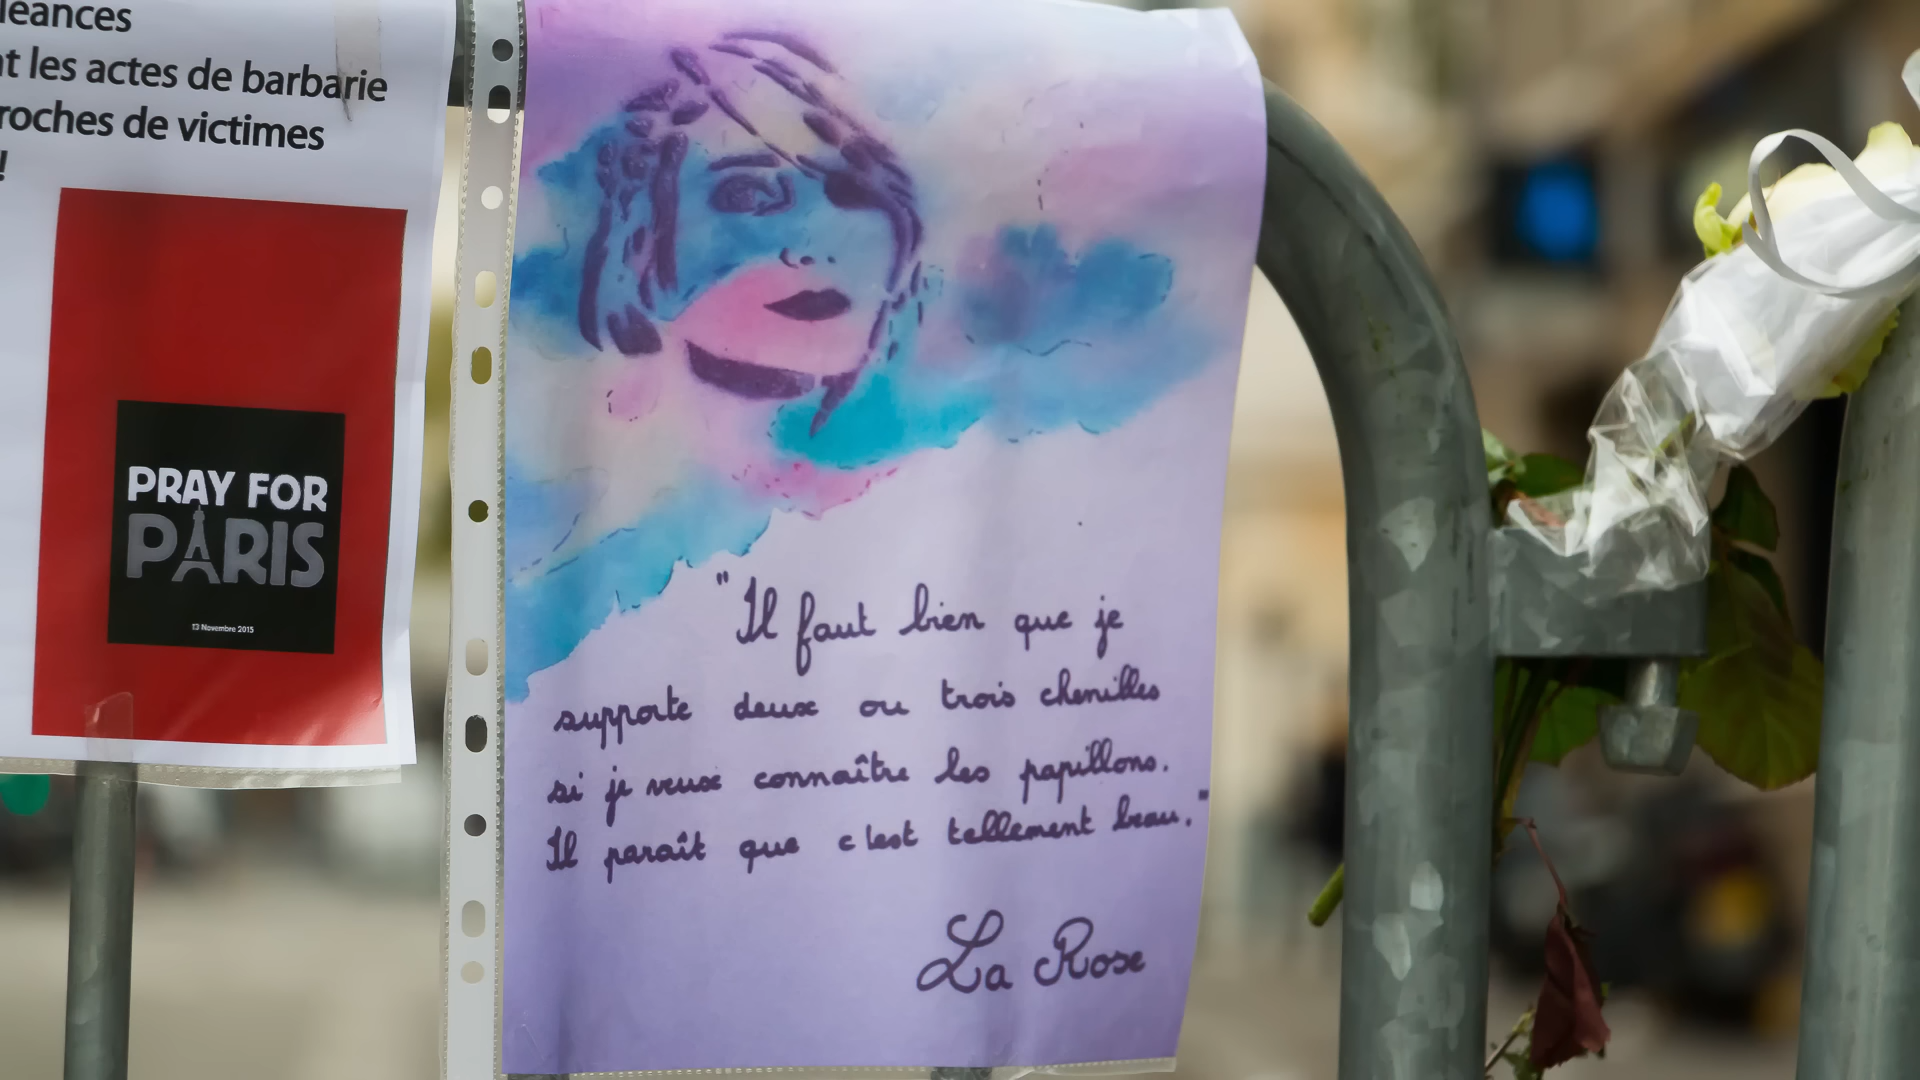 léances
nt les actes de barbarie
roches de victimes
!
PRAY FOR
PARIS
13 Novembre 2015
"Il faut bien que je
supporte deux ou trois chenilles
si je veux connaître les papillons.
Il paraît que c'est tellement beau."
La Rose